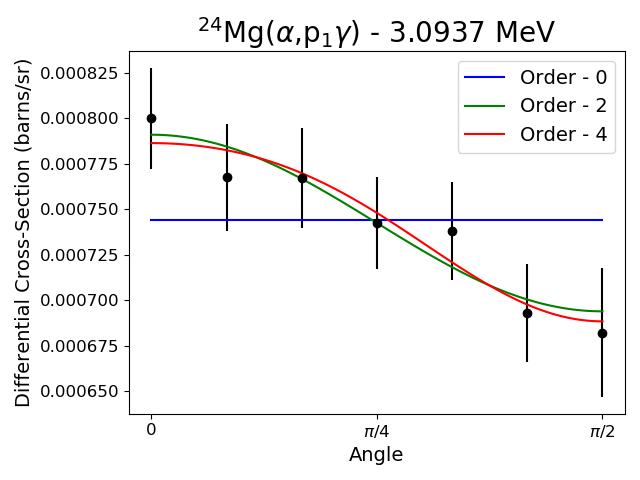 ²⁴Mg(α,p₁γ) - 3.0937 MeV
Order - 0
Order - 2
Order - 4
Differential Cross-Section (barns/sr)
0.000825
0.000800
0.000775
0.000750
0.000725
0.000700
0.000675
0.000650
0 π/4 π/2
Angle